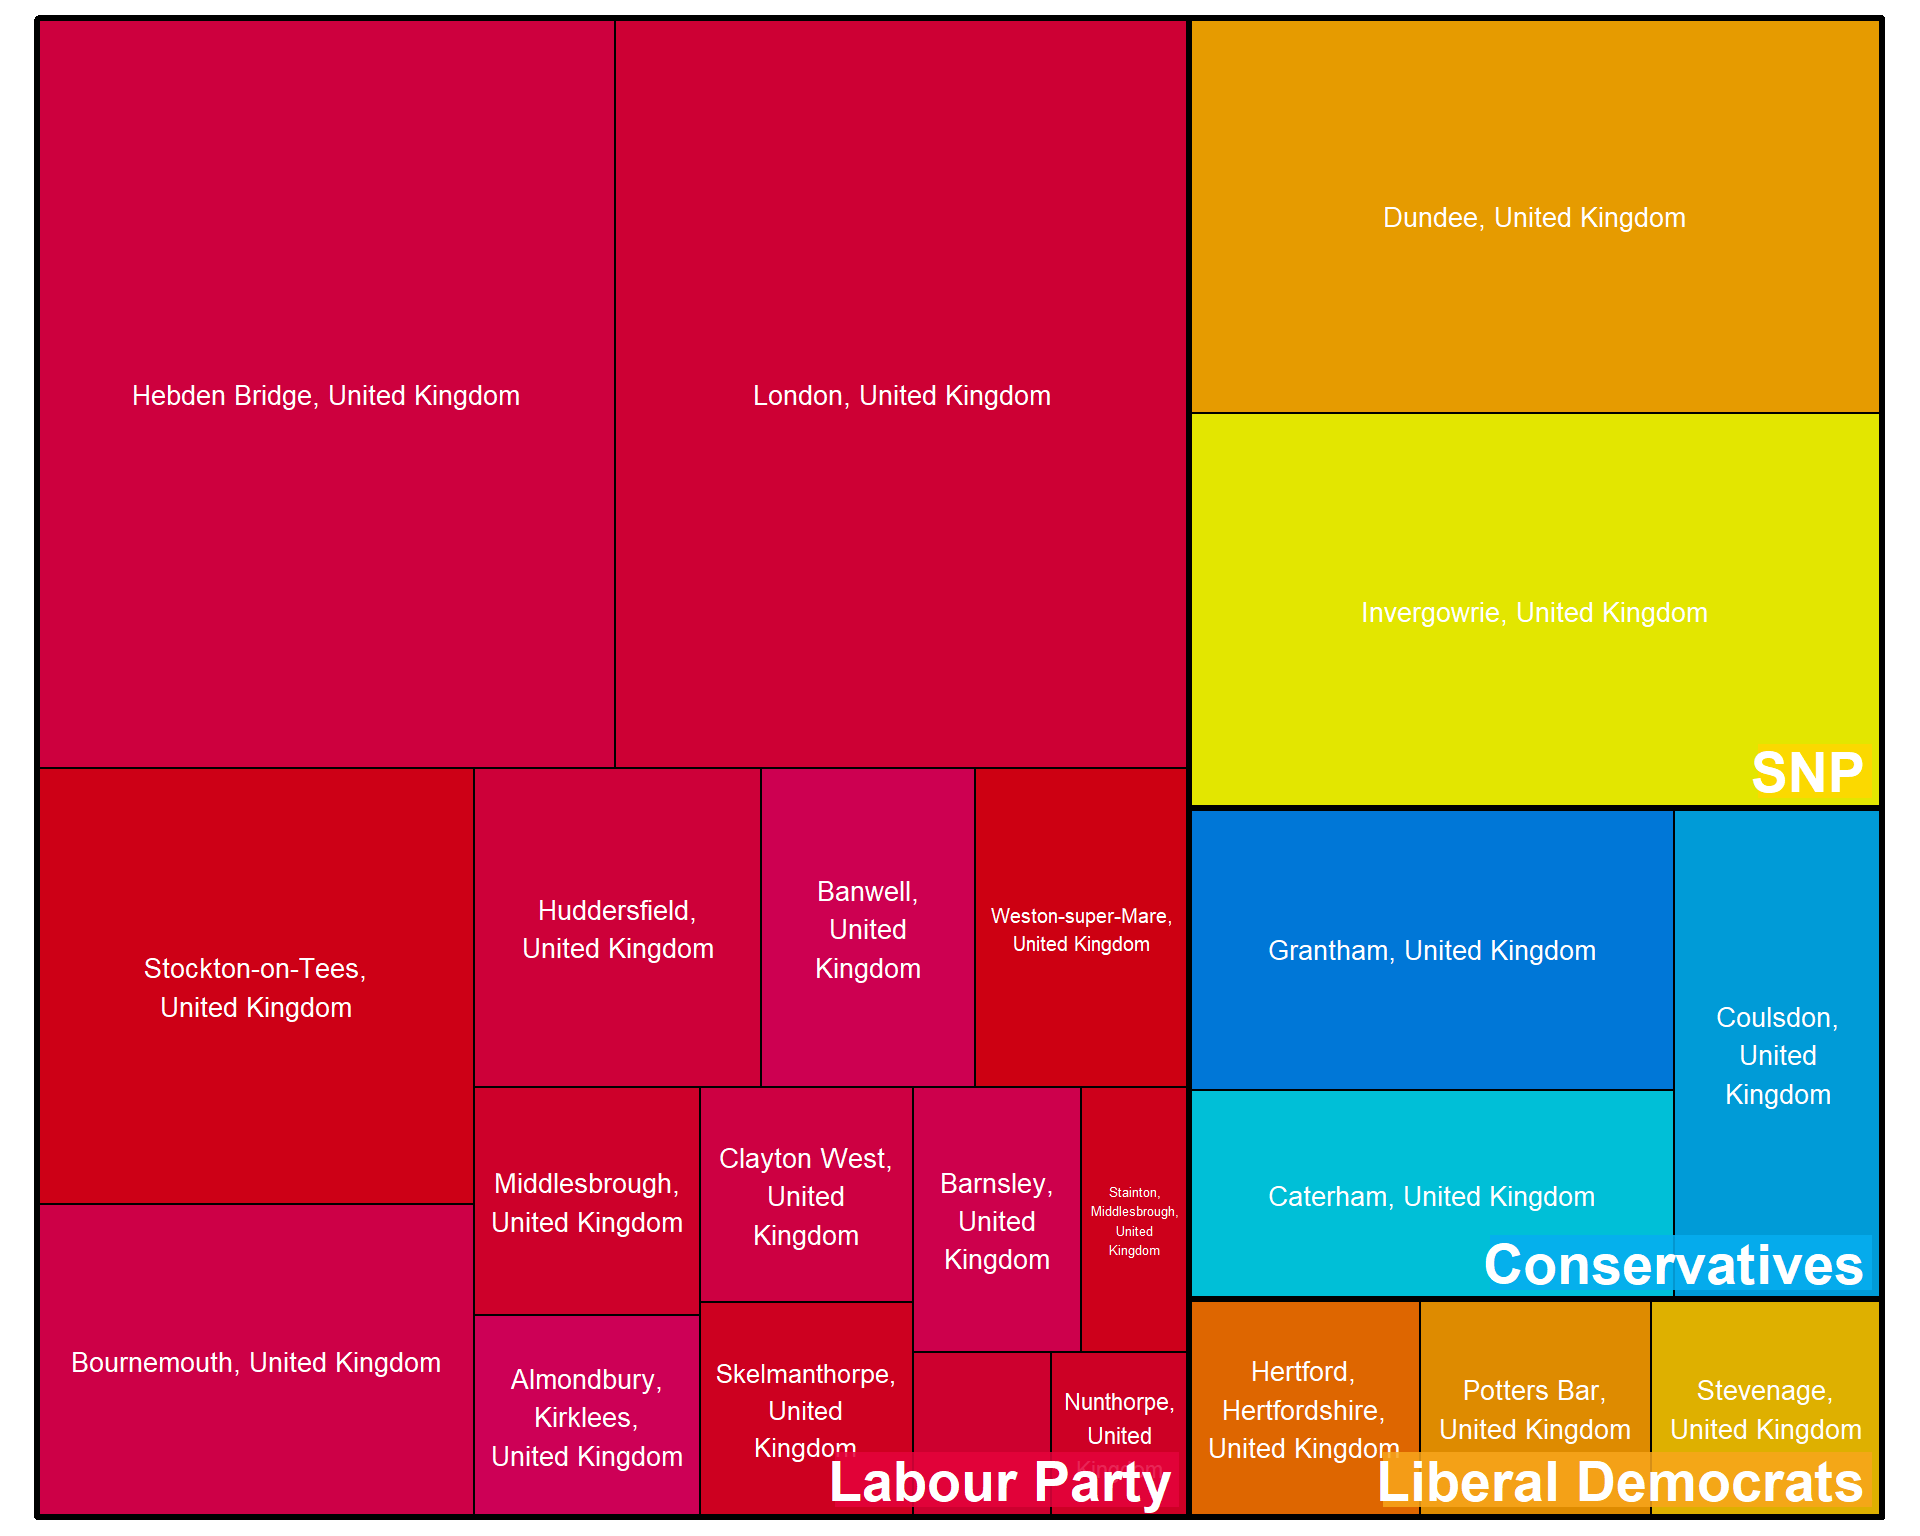 Hebden Bridge, United Kingdom
London, United Kingdom
Stockton-on-Tees,
United Kingdom
Bournemouth, United Kingdom
Huddersfield,
United Kingdom
Banwell,
United
Kingdom
Weston-super-Mare,
United Kingdom
Middlesbrough,
United Kingdom
Almondbury,
Kirklees,
United Kingdom
Clayton West,
United
Kingdom
Skelmanthorpe,
United
Kingdom
Barnsley,
United
Kingdom
Stainton,
Middlesbrough,
United
Kingdom
Nunthorpe,
United
Kingdom
Labour Party
Dundee, United Kingdom
Invergowrie, United Kingdom
SNP
Grantham, United Kingdom
Caterham, United Kingdom
Coulsdon,
United
Kingdom
Conservatives
Hertford,
Hertfordshire,
United Kingdom
Potters Bar,
United Kingdom
Stevenage,
United Kingdom
Liberal Democrats